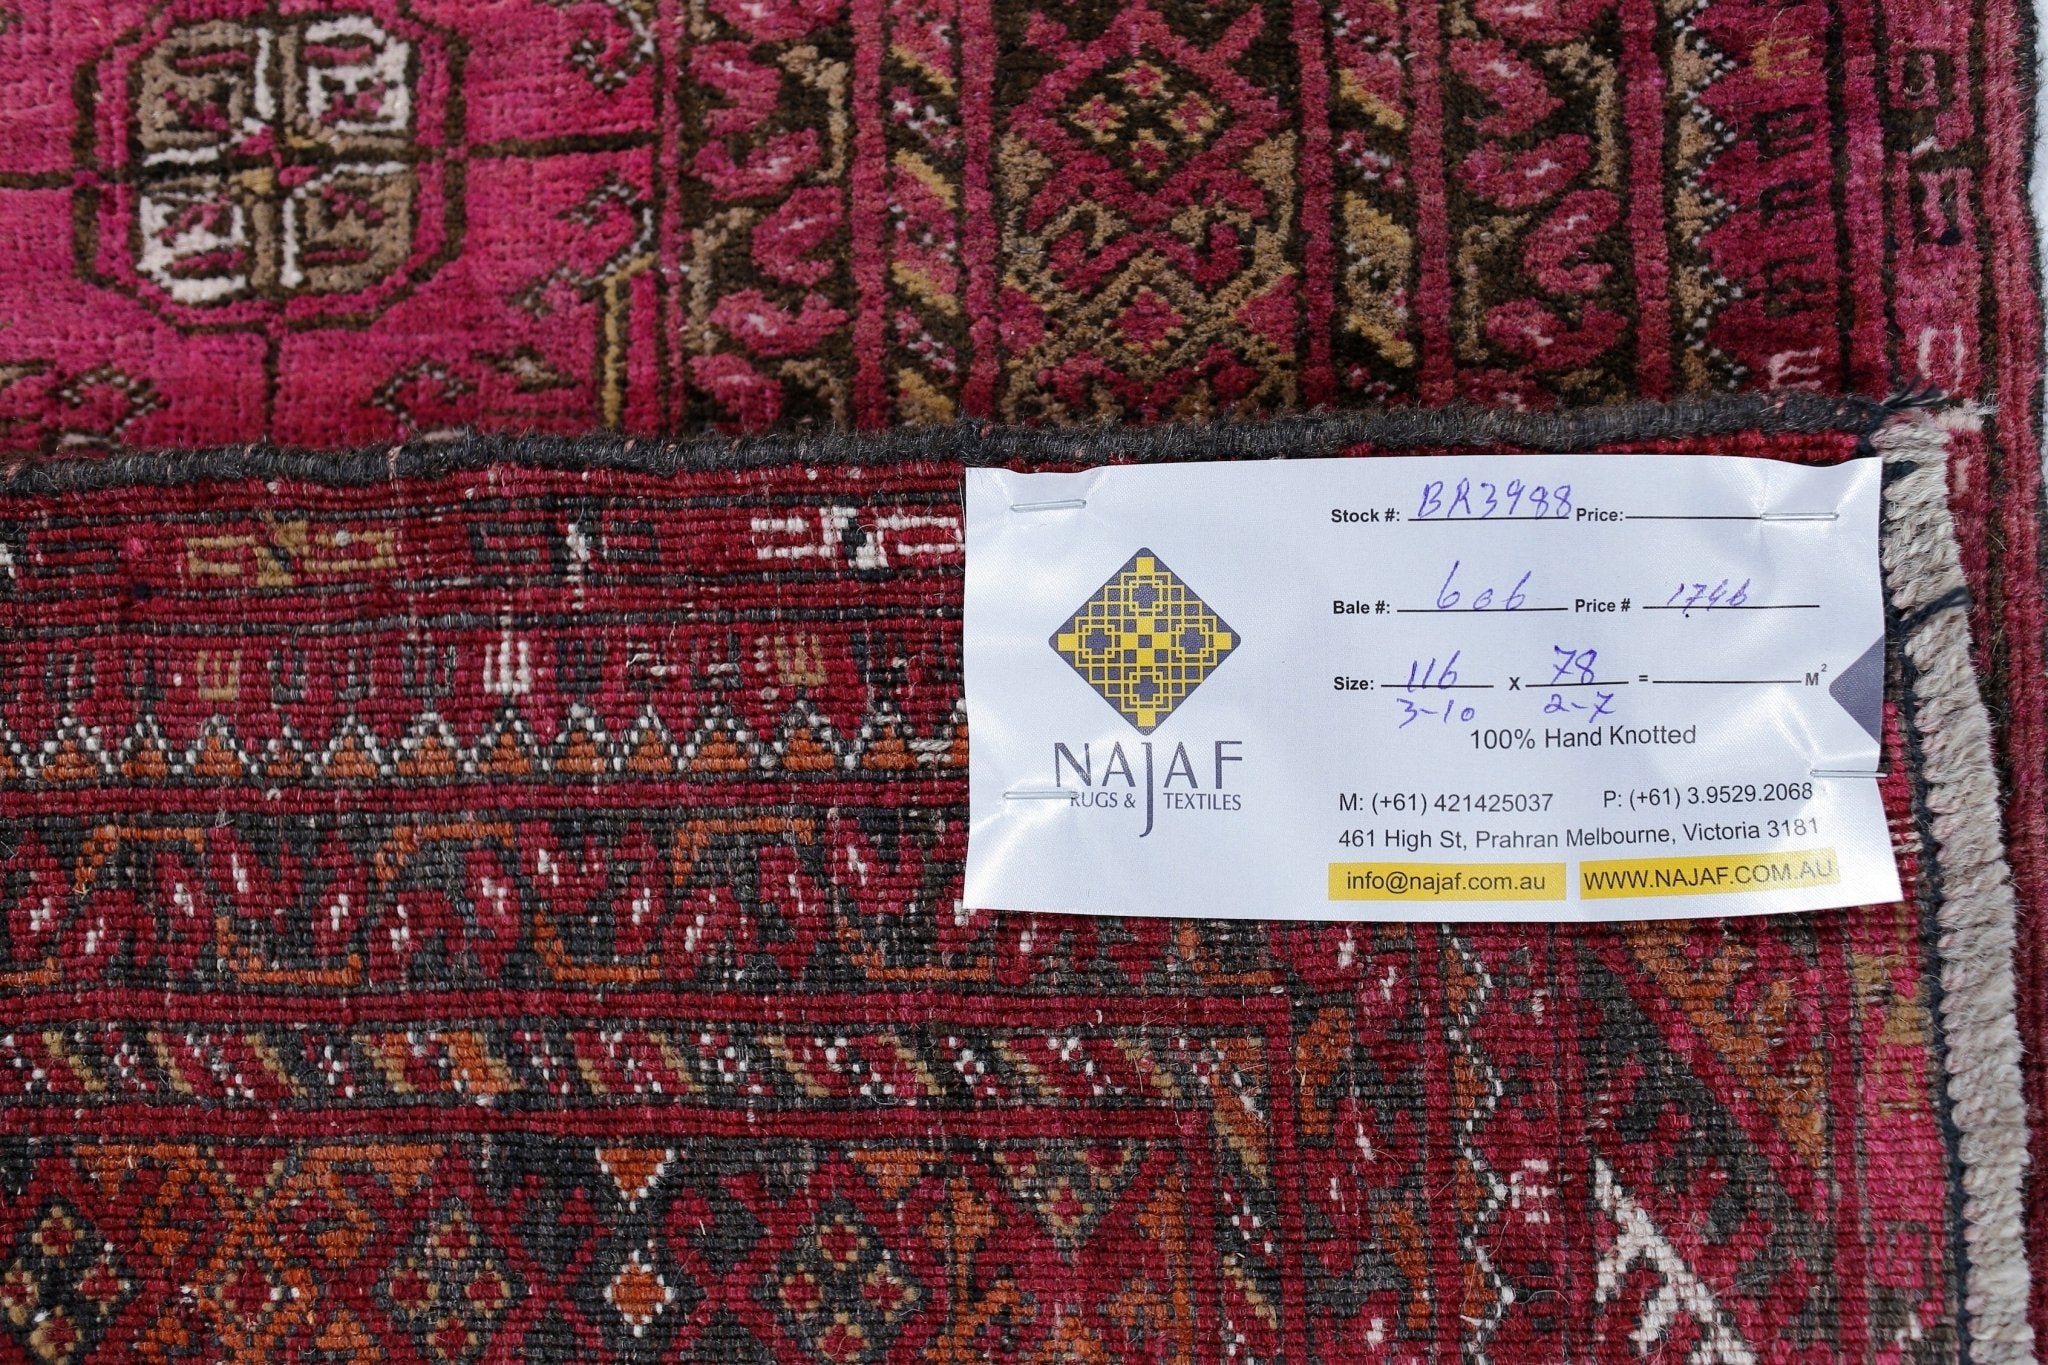 Stock #: BR3988 Price:
Bale #: 606 Price # 1746
Size: 116 x 78 = M²
3-10 2-7
100% Hand Knotted
NAJAF
RUGS & TEXTILES
M: (+61) 421425037 P: (+61) 3.9529.2068
461 High St, Prahran Melbourne, Victoria 3181
info@najaf.com.au WWW.NAJAF.COM.AU